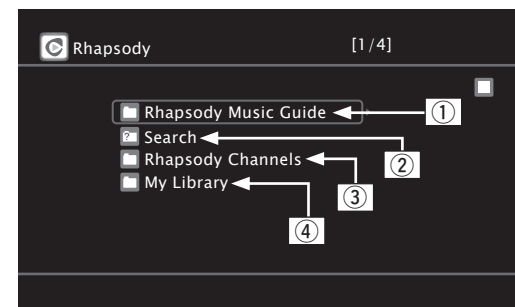 Rhapsody [1/4]
Rhapsody Music Guide ①
? Search ②
Rhapsody Channels ③
My Library ④